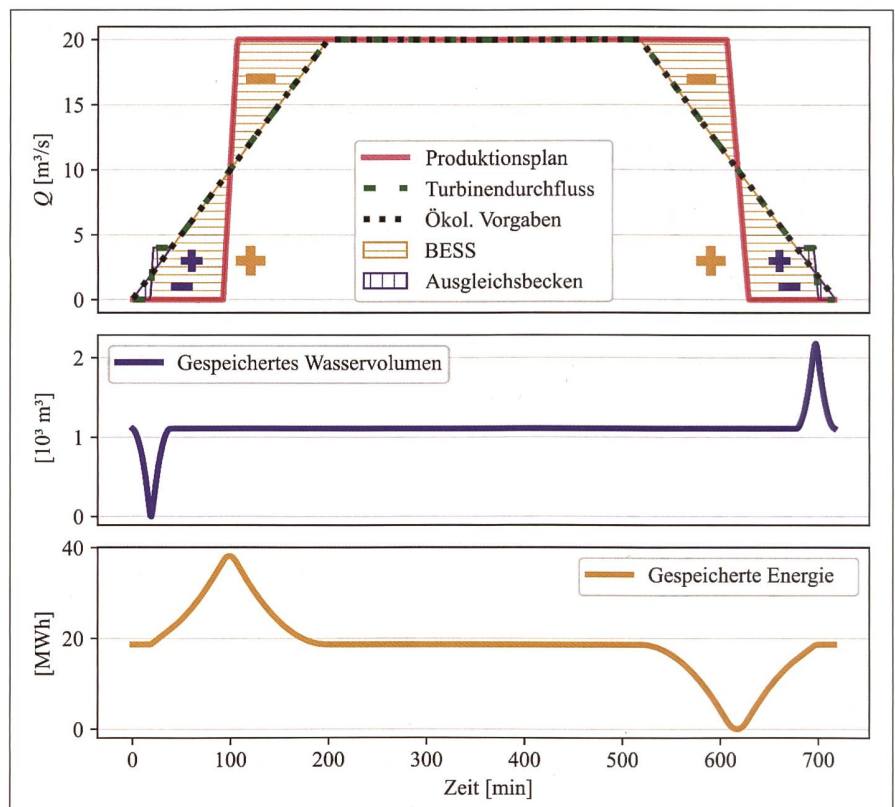 20
15
10
5
0
Q [m³/s]
Produktionsplan
Turbinendurchfluss
Ökol. Vorgaben
BESS
Ausgleichsbecken
2
1
0
[10³ m³]
Gespeichertes Wasservolumen
40
20
0
[MWh]
Gespeicherte Energie
0 100 200 300 400 500 600 700
Zeit [min]